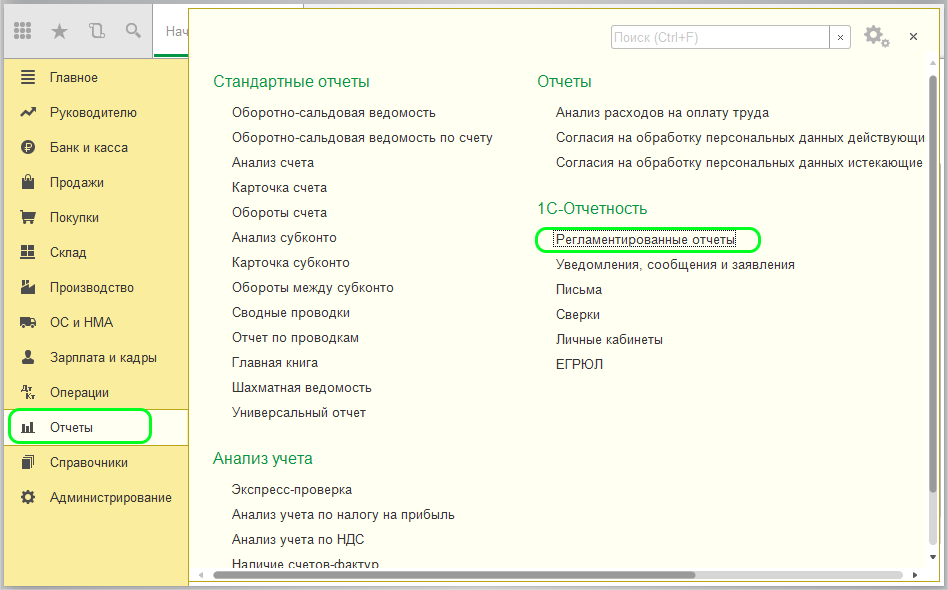 Нач
Поиск (Ctrl+F)
Главное
Руководителю
Банк и касса
Продажи
Покупки
Склад
Производство
ОС и НМА
Зарплата и кадры
Операции
Отчеты
Справочники
Администрирование
Стандартные отчеты
Оборотно-сальдовая ведомость
Оборотно-сальдовая ведомость по счету
Анализ счета
Карточка счета
Обороты счета
Анализ субконто
Карточка субконто
Обороты между субконто
Сводные проводки
Отчет по проводкам
Главная книга
Шахматная ведомость
Универсальный отчет
Анализ учета
Экспресс-проверка
Анализ учета по налогу на прибыль
Анализ учета по НДС
Наличие счетов-фактур
Отчеты
Анализ расходов на оплату труда
Согласия на обработку персональных данных действующи
Согласия на обработку персональных данных истекающие
1С-Отчетность
Регламентированные отчеты
Уведомления, сообщения и заявления
Письма
Сверки
Личные кабинеты
ЕГРЮЛ